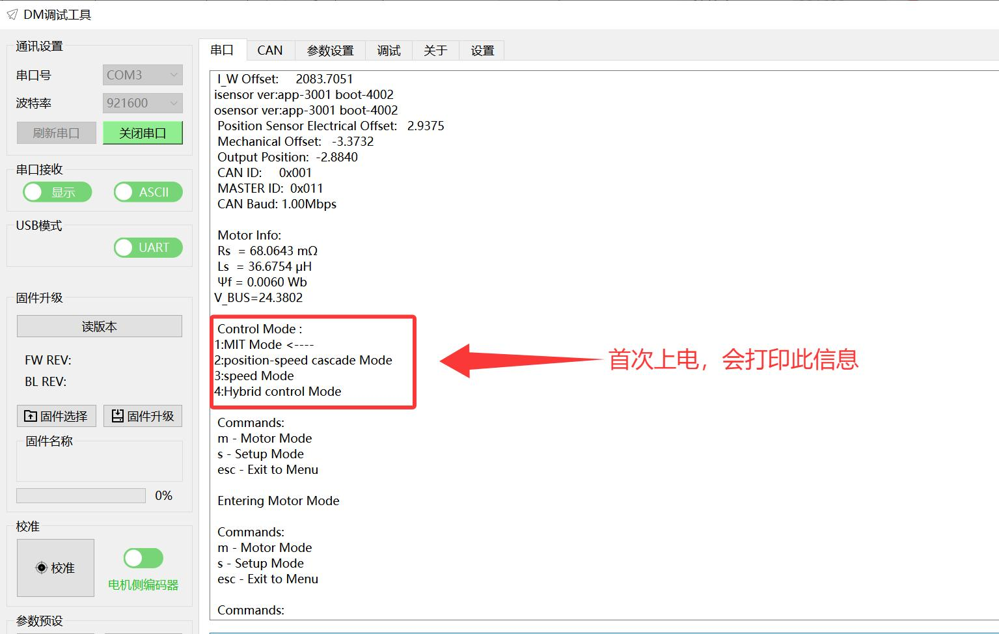 DM调试工具
通讯设置
串口号
COM3
波特率
921600
刷新串口
关闭串口
串口接收
显示
ASCII
USB模式
UART
固件升级
读版本
FW REV:
BL REV:
固件选择
固件升级
固件名称
0%
校准
校准
电机侧编码器
参数预设
串口
CAN
参数设置
调试
关于
设置
I_W Offset: 2083.7051
isensor ver:app-3001 boot-4002
osensor ver:app-3001 boot-4002
Position Sensor Electrical Offset: 2.9375
Mechanical Offset: -3.3732
Output Position: -2.8840
CAN ID: 0x001
MASTER ID: 0x011
CAN Baud: 1.00Mbps
Motor Info:
Rs = 68.0643 mΩ
Ls = 36.6754 μH
Ψf = 0.0060 Wb
V_BUS=24.3802
Control Mode :
1:MIT Mode <----
2:position-speed cascade Mode
3:speed Mode
4:Hybrid control Mode
首次上电，会打印此信息
Commands:
m - Motor Mode
s - Setup Mode
esc - Exit to Menu
Entering Motor Mode
Commands:
m - Motor Mode
s - Setup Mode
esc - Exit to Menu
Commands: